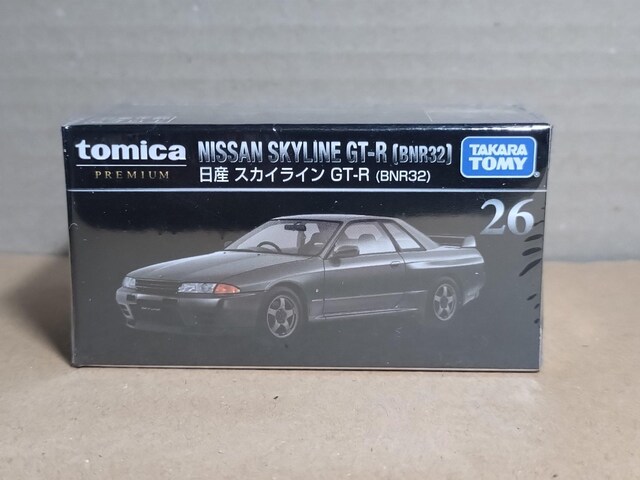 tomica
PREMIUM
NISSAN SKYLINE GT-R (BNR32)
日産 スカイライン GT-R (BNR32)
TAKARA
TOMY
26